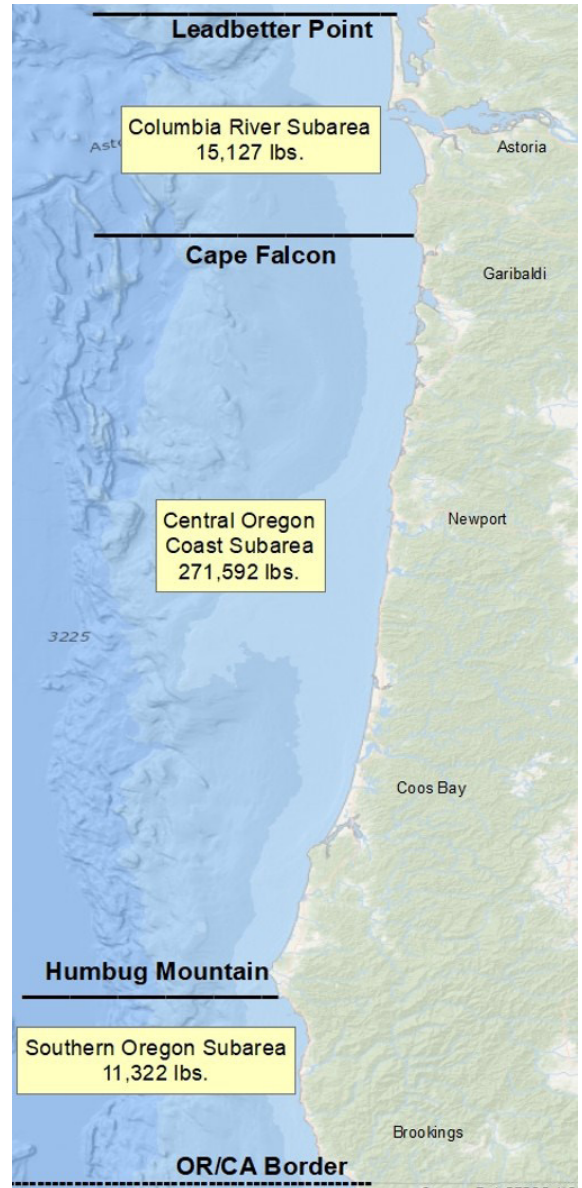 Leadbetter Point
Columbia River Subarea
15,127 lbs.
Astoria
Cape Falcon
Garibaldi
Central Oregon
Coast Subarea
271,592 lbs.
Newport
3225
Coos Bay
Humbug Mountain
Southern Oregon Subarea
11,322 lbs.
Brookings
OR/CA Border